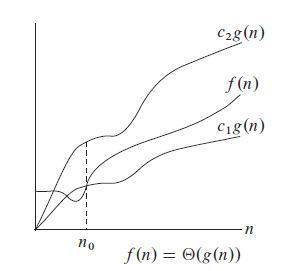 c₂g(n)
f(n)
c₁g(n)
n
n₀
f(n) = Θ(g(n))